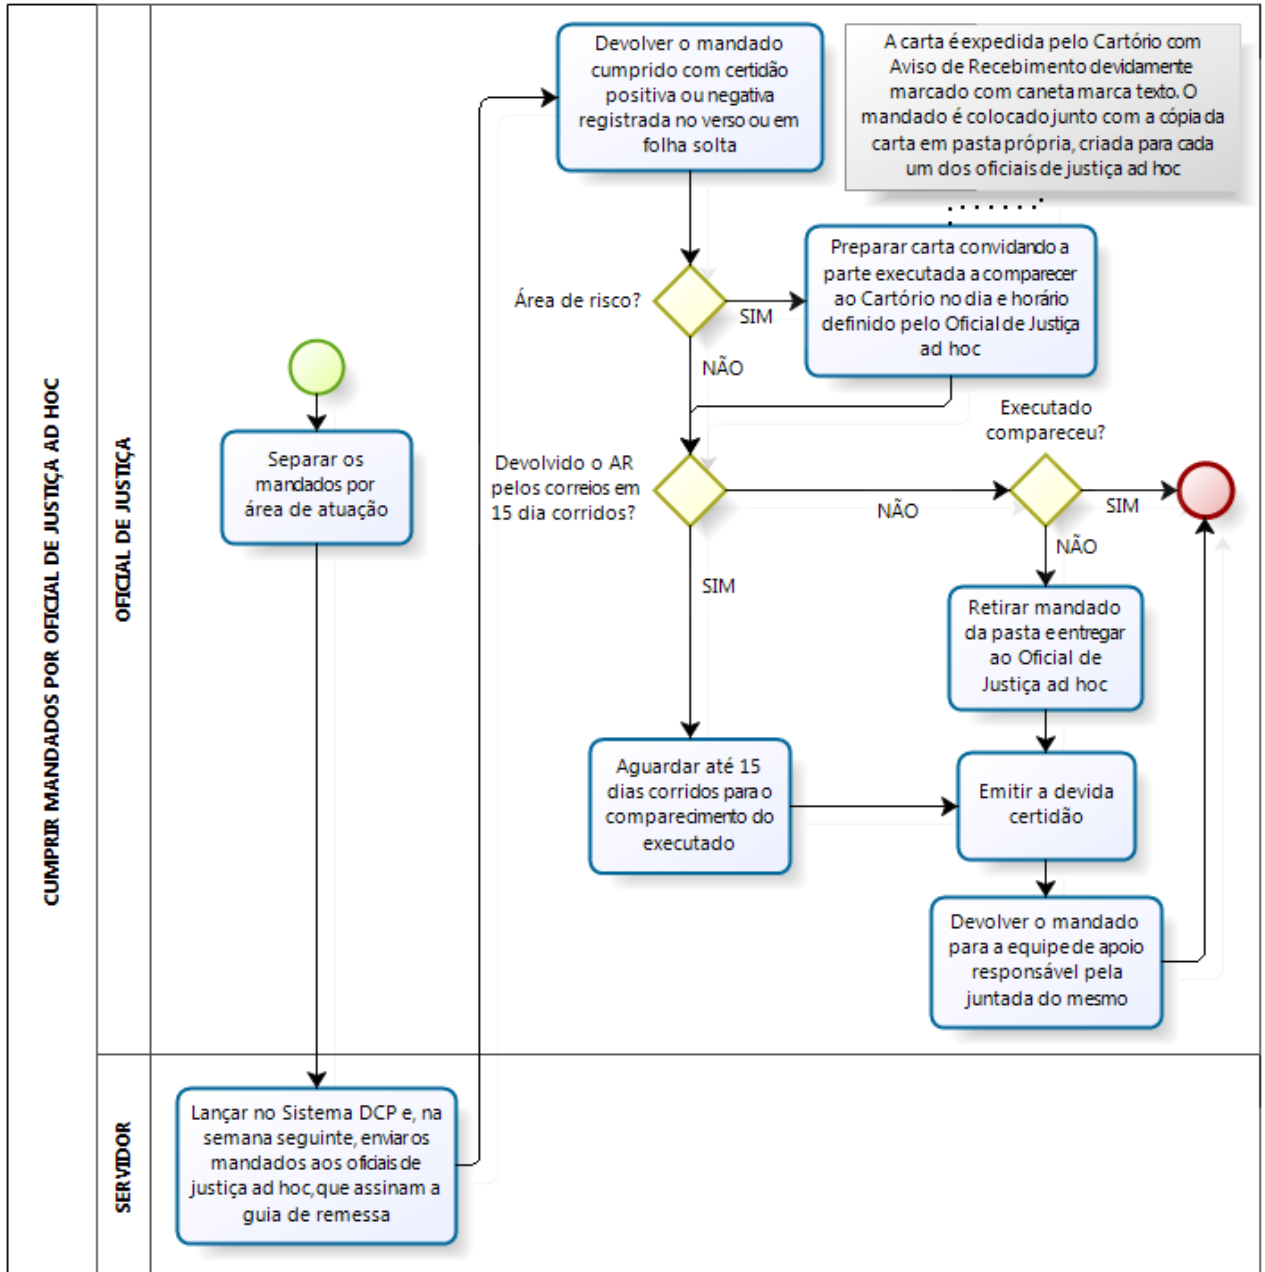 CUMPRIR MANDADOS POR OFICIAL DE JUSTIÇA AD HOC
OFICIAL DE JUSTIÇA
Separar os
mandados por
área de atuação
Devolver o mandado
cumprido com certidão
positiva ou negativa
registrada no verso ou em
folha solta
A carta é expedida pelo Cartório com
Aviso de Recebimento devidamente
marcado com caneta marca texto. O
mandado é colocado junto com a cópia da
carta em pasta própria, criada para cada
um dos oficiais de justiça ad hoc
Área de risco?
SIM
NÃO
Preparar carta convidando a
parte executada a comparecer
ao Cartório no dia e horário
definido pelo Oficial de Justiça
ad hoc
Devolvido o AR
pelos correios em
15 dia corridos?
NÃO
SIM
Executado
compareceu?
SIM
NÃO
Retirar mandado
da pasta e entregar
ao Oficial de
Justiça ad hoc
Aguardar até 15
dias corridos para o
comparecimento do
executado
Emitir a devida
certidão
Devolver o mandado
para a equipe de apoio
responsável pela
juntada do mesmo
SERVIDOR
Lançar no Sistema DCP e, na
semana seguinte, enviar os
mandados aos oficiais de
justiça ad hoc, que assinam a
guia de remessa